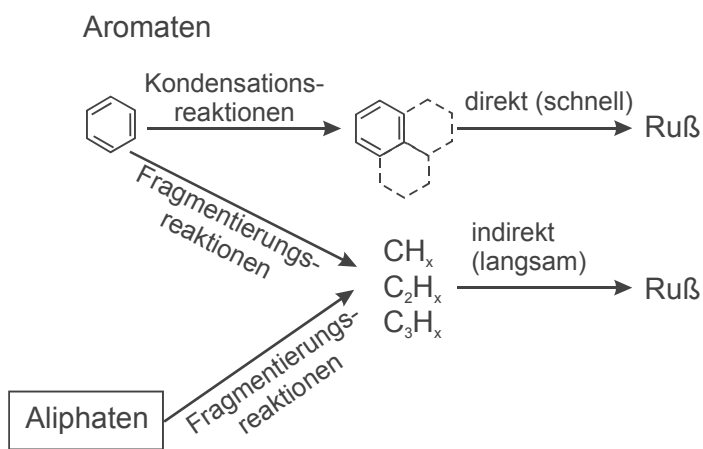 Aromaten
Kondensations-
reaktionen
direkt (schnell)
Ruß
Fragmentierungs-
reaktionen
CHₓ
C₂Hₓ
C₃Hₓ
indirekt
(langsam)
Ruß
Fragmentierungs-
reaktionen
Aliphaten